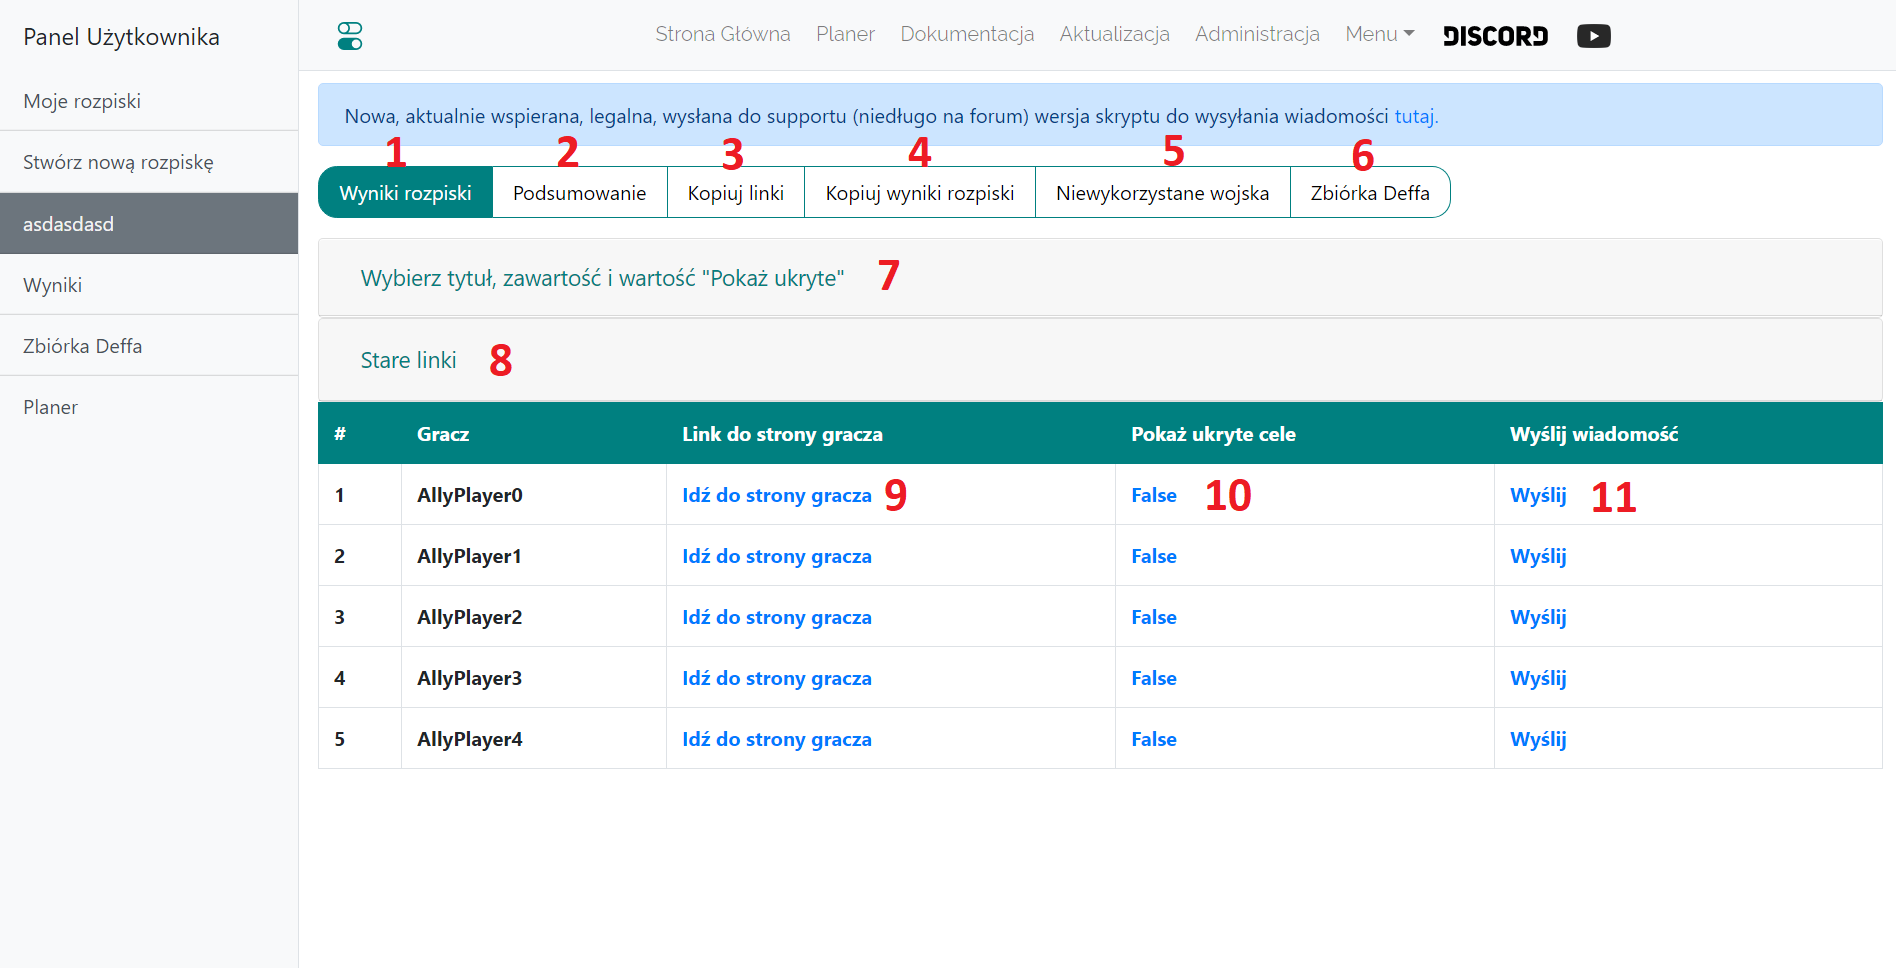 Panel Użytkownika
Moje rozpiski
Stwórz nową rozpiskę
asdasdasd
Wyniki
Zbiórka Deffa
Planer
Strona Główna Planer Dokumentacja Aktualizacja Administracja Menu DISCORD
Nowa, aktualnie wspierana, legalna, wysłana do supportu (niedługo na forum) wersja skryptu do wysyłania wiadomości tutaj.
1 2 3 4 5 6
Wyniki rozpiski Podsumowanie Kopiuj linki Kopiuj wyniki rozpiski Niewykorzystane wojska Zbiórka Deffa
Wybierz tytuł, zawartość i wartość "Pokaż ukryte" 7
Stare linki 8
# Gracz Link do strony gracza Pokaż ukryte cele Wyślij wiadomość
1 AllyPlayer0 Idź do strony gracza 9 False 10 Wyślij 11
2 AllyPlayer1 Idź do strony gracza False Wyślij
3 AllyPlayer2 Idź do strony gracza False Wyślij
4 AllyPlayer3 Idź do strony gracza False Wyślij
5 AllyPlayer4 Idź do strony gracza False Wyślij